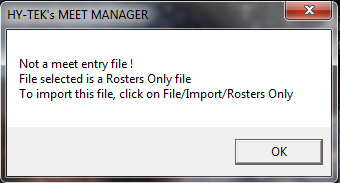 HY-TEK's MEET MANAGER
Not a meet entry file !
File selected is a Rosters Only file
To import this file, click on File/Import/Rosters Only
OK